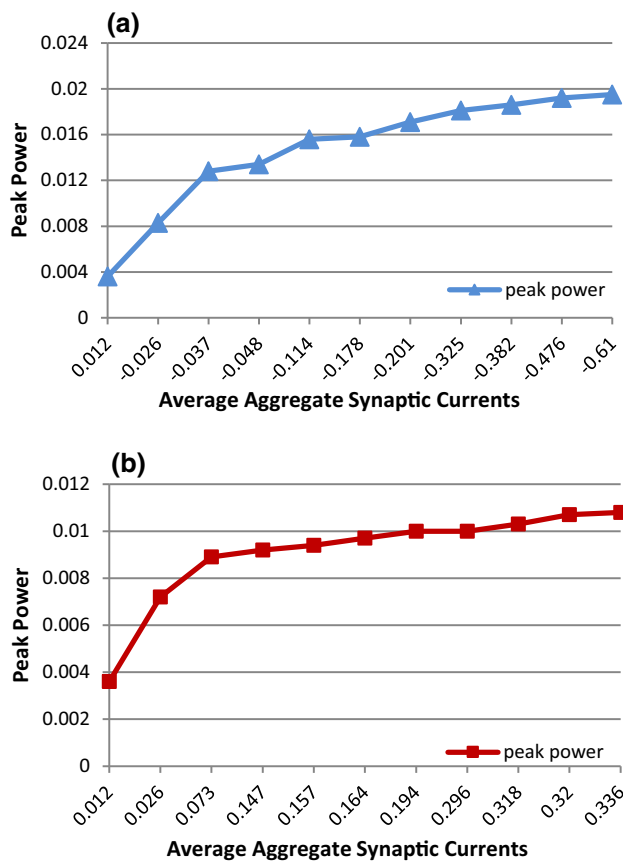 (a)
0.024
0.02
0.016
0.012
0.008
0.004
0
Peak Power
peak power
0.012 -0.026 -0.037 -0.048 -0.114 -0.178 -0.201 -0.325 -0.382 -0.476 -0.61
Average Aggregate Synaptic Currents
(b)
0.012
0.01
0.008
0.006
0.004
0.002
0
Peak Power
peak power
0.012 0.026 0.073 0.147 0.157 0.164 0.194 0.296 0.318 0.32 0.336
Average Aggregate Synaptic Currents